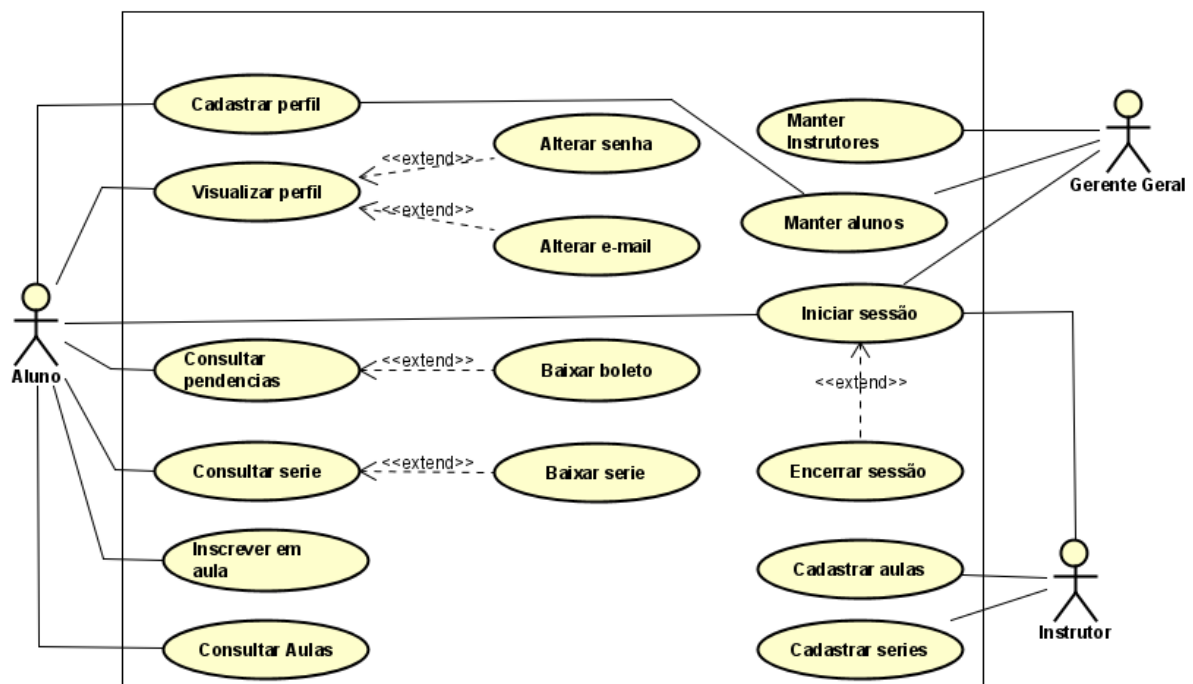 Cadastrar perfil
Manter
Instrutores
Alterar senha
<<extend>>
Visualizar perfil
Gerente Geral
<<extend>>
Manter alunos
Alterar e-mail
Iniciar sessão
Consultar
pendencias
<<extend>>
Baixar boleto
Aluno
<<extend>>
Consultar serie
<<extend>>
Baixar serie
Encerrar sessão
Inscrever em
aula
Cadastrar aulas
Instrutor
Consultar Aulas
Cadastrar series